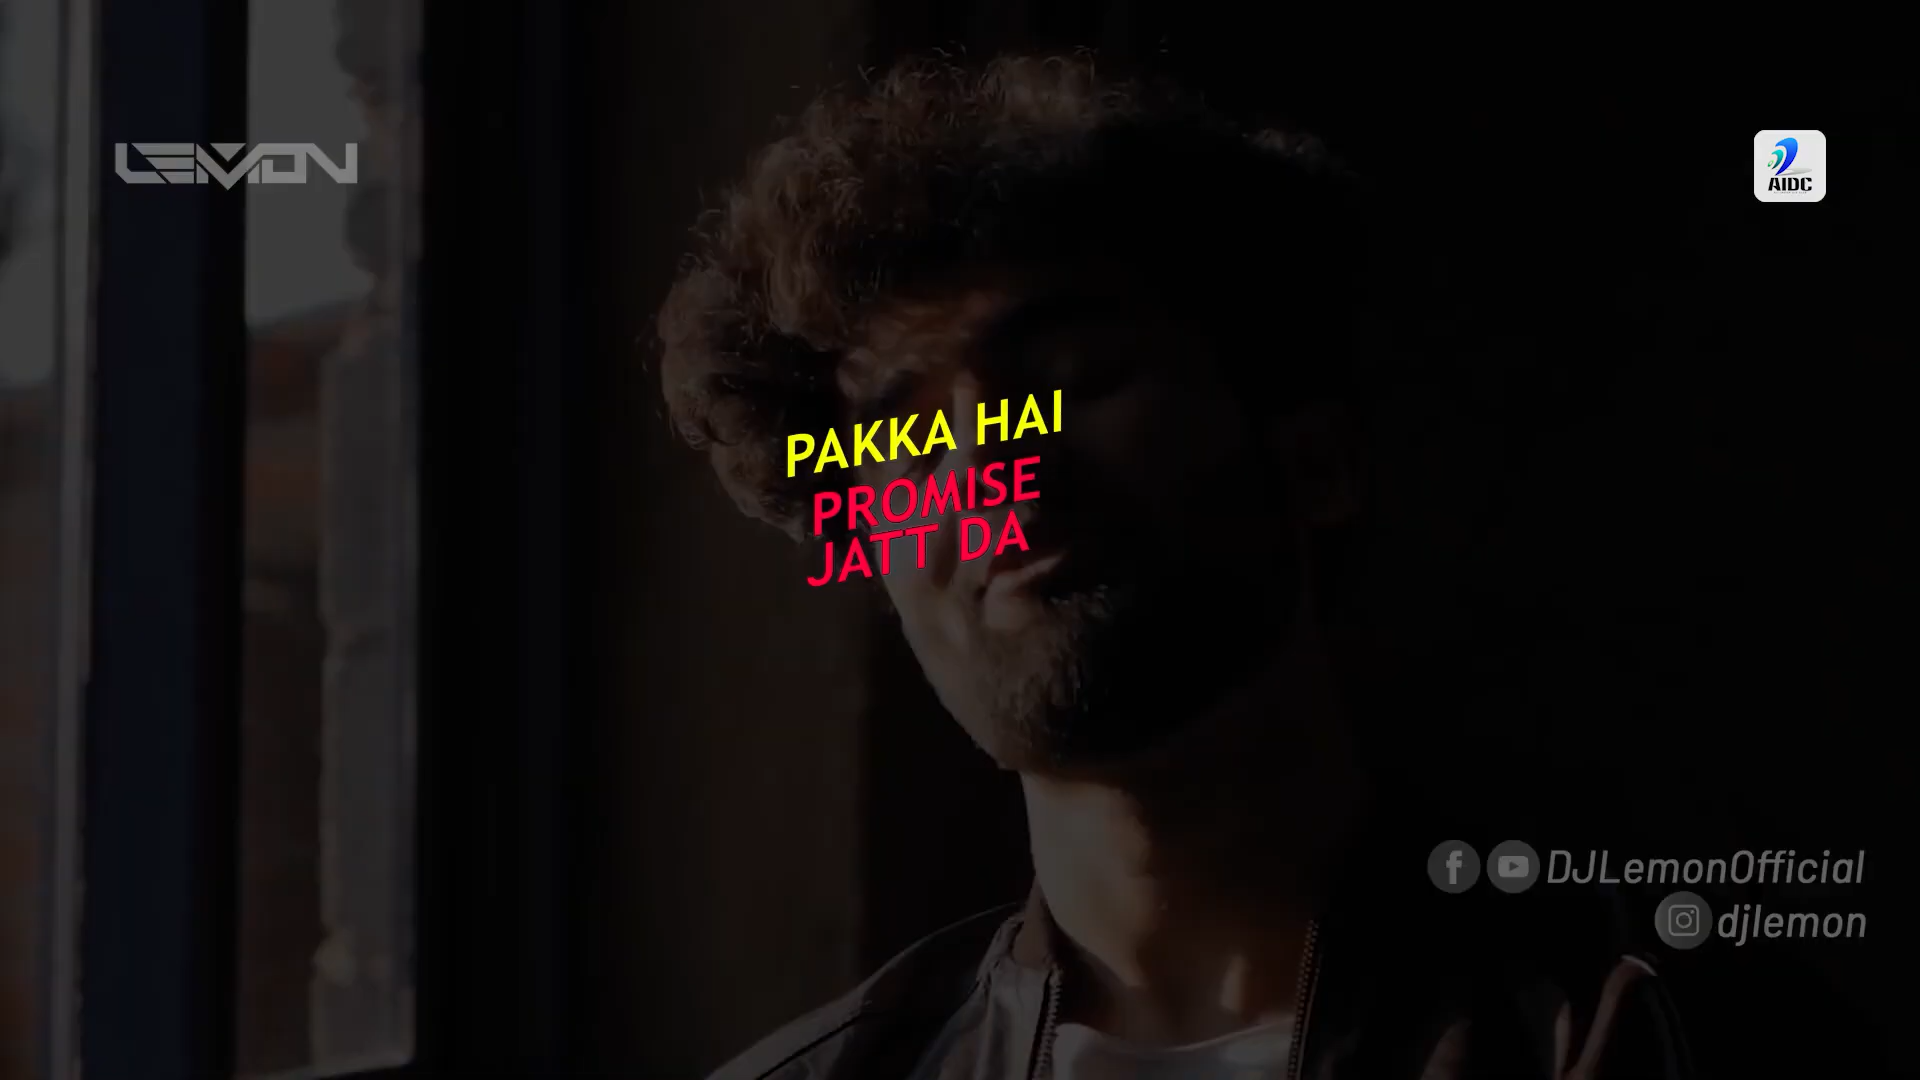 LEMON
AIDC
PAKKA HAI
PROMISE
JATT DA
DJLemonOfficial
djlemon